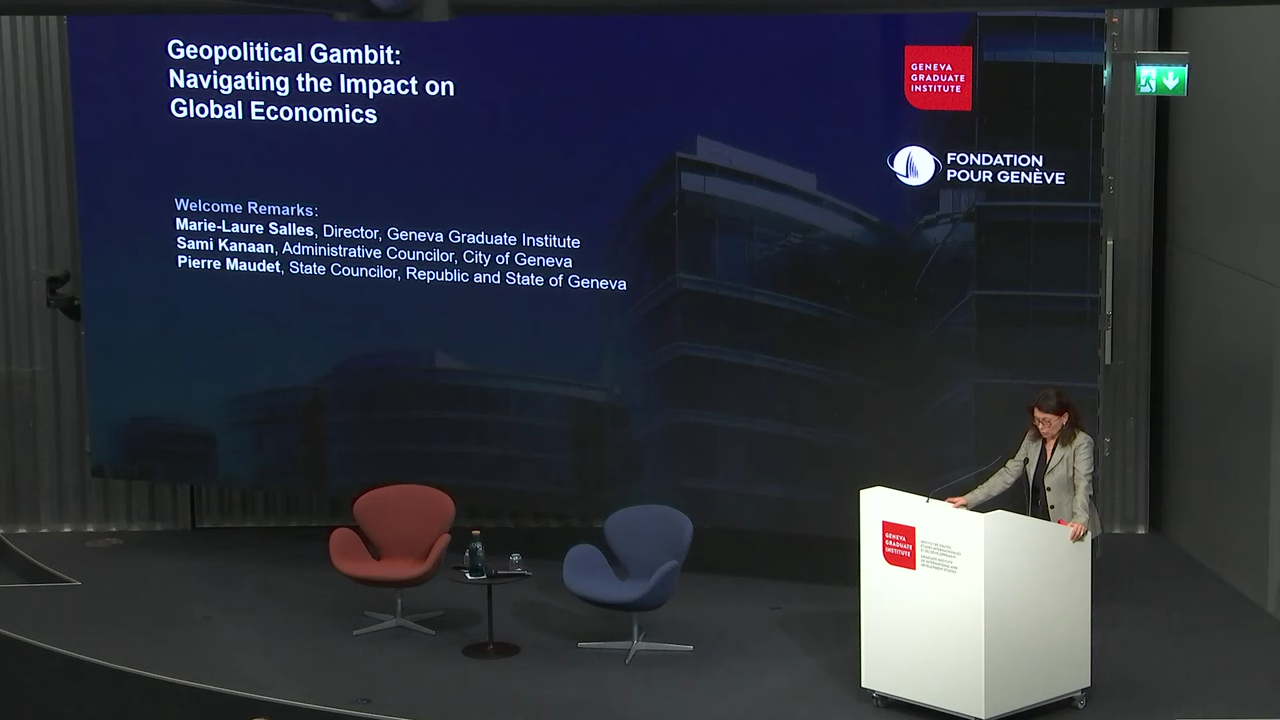 Geopolitical Gambit:
Navigating the Impact on
Global Economics
GENEVA
GRADUATE
INSTITUTE
FONDATION
POUR GENÈVE
Welcome Remarks:
Marie-Laure Salles, Director, Geneva Graduate Institute
Sami Kanaan, Administrative Councilor, City of Geneva
Pierre Maudet, State Councilor, Republic and State of Geneva
GENEVA
GRADUATE
INSTITUTE